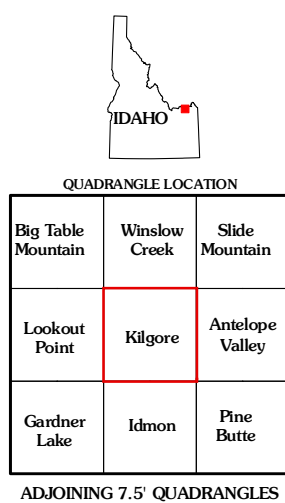 IDAHO
QUADRANGLE LOCATION
Big Table
Mountain
Winslow
Creek
Slide
Mountain
Lookout
Point
Kilgore
Antelope
Valley
Gardner
Lake
Idmon
Pine
Butte
ADJOINING 7.5' QUADRANGLES